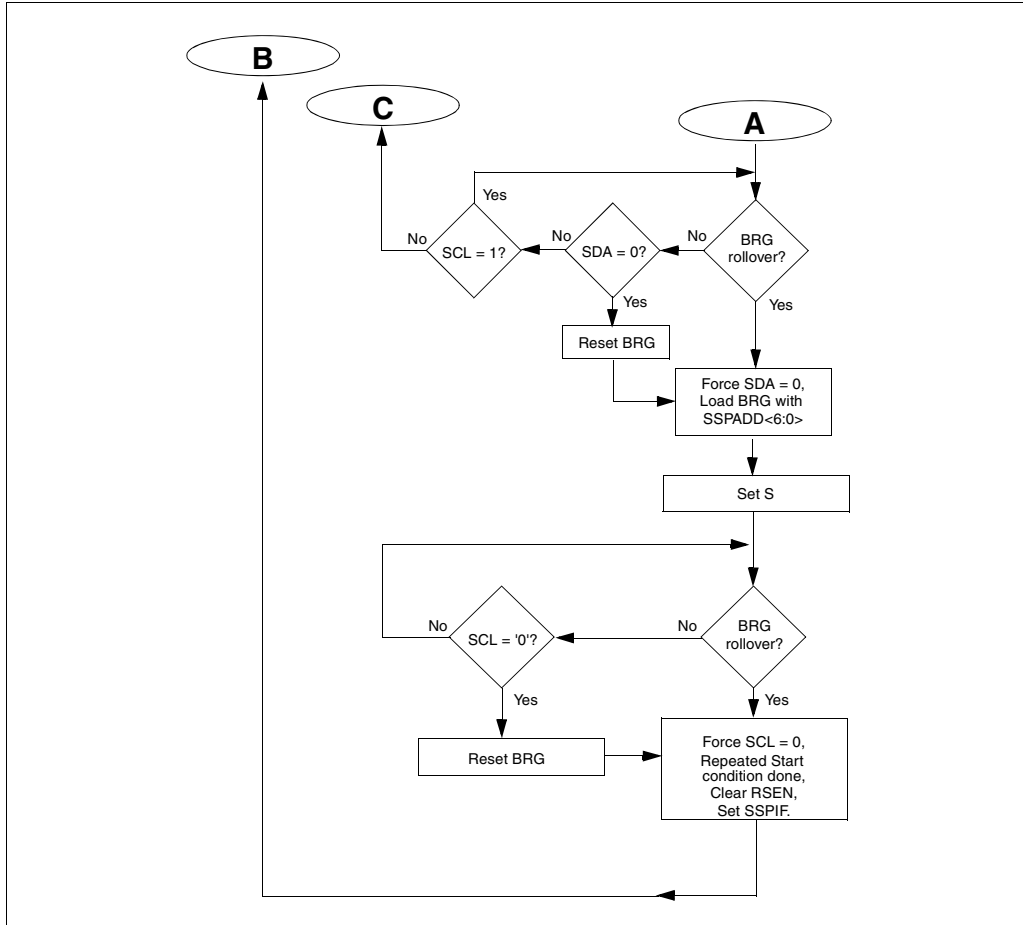 B
C
A
Yes
No
SCL = 1?
No
SDA = 0?
No
BRG
rollover?
Yes
Yes
Reset BRG
Force SDA = 0,
Load BRG with
SSPADD<6:0>
Set S
No
SCL = '0'?
No
BRG
rollover?
Yes
Yes
Reset BRG
Force SCL = 0,
Repeated Start
condition done,
Clear RSEN,
Set SSPIF.